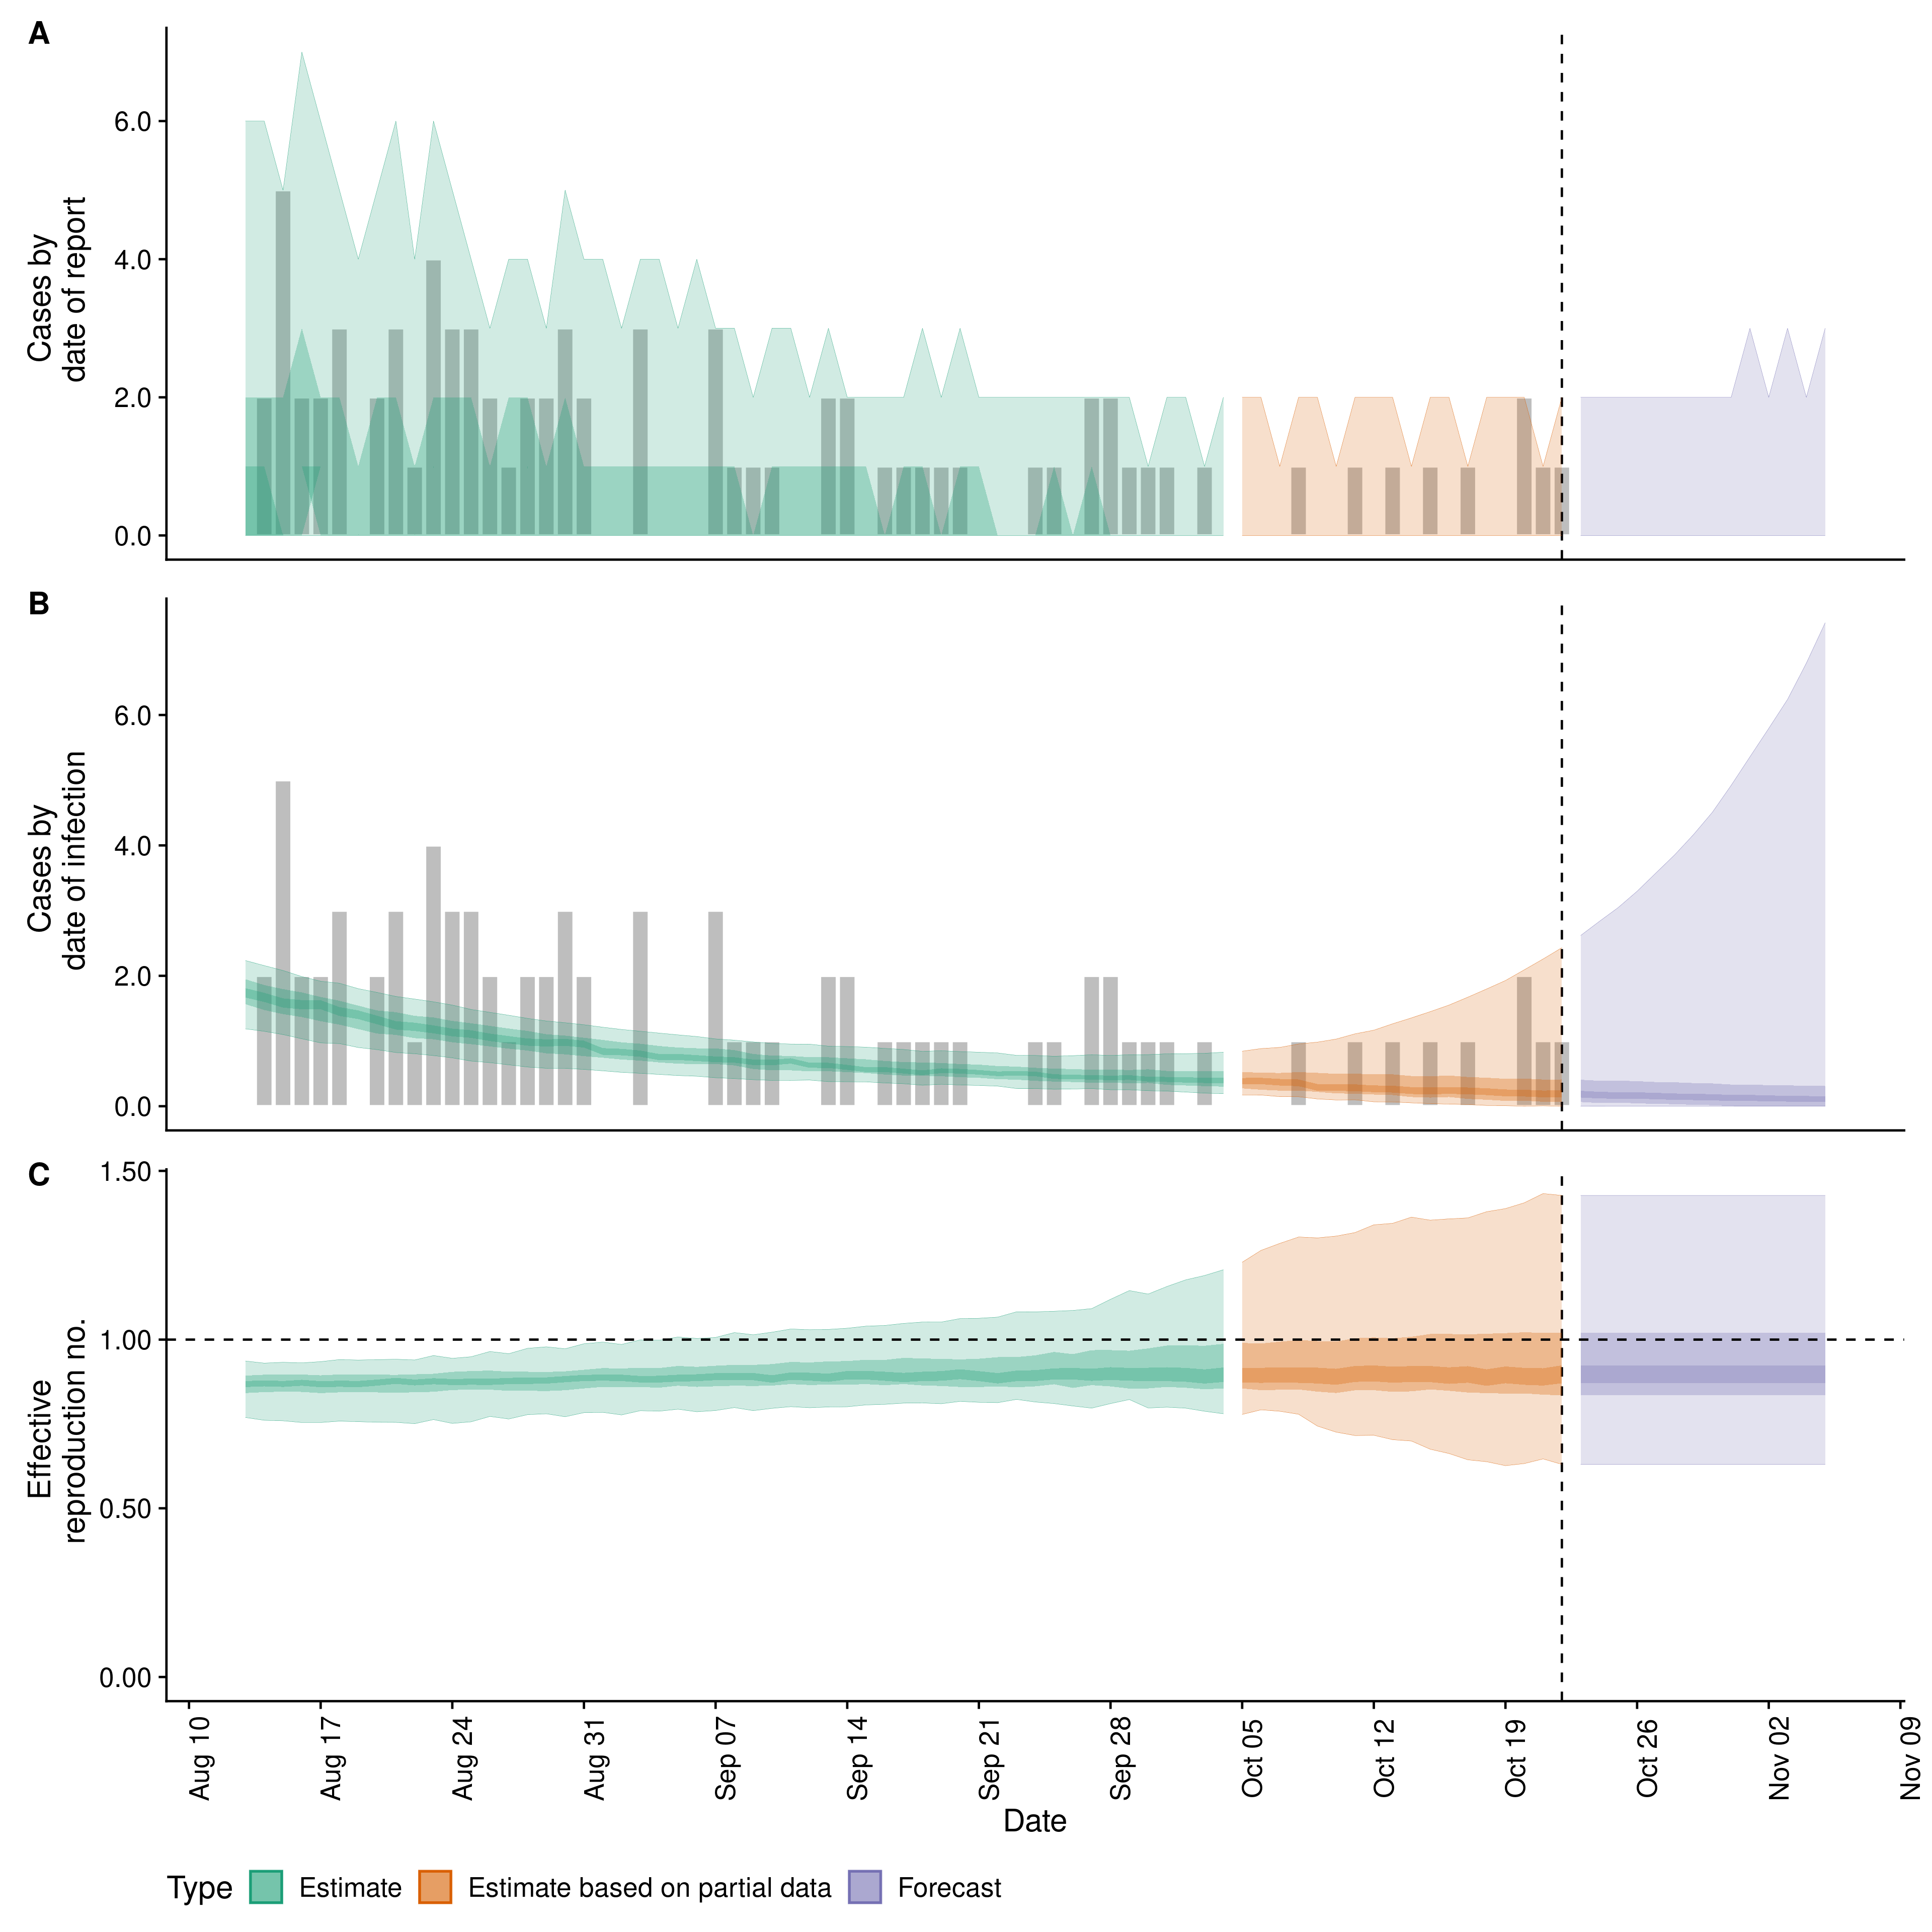 A
Cases by
date of report
6.0
4.0
2.0
0.0
B
Cases by
date of infection
6.0
4.0
2.0
0.0
C
Effective
reproduction no.
1.50
1.00
0.50
0.00
Aug 10
Aug 17
Aug 24
Aug 31
Sep 07
Sep 14
Sep 21
Sep 28
Oct 05
Oct 12
Oct 19
Oct 26
Nov 02
Nov 09
Date
Type
Estimate
Estimate based on partial data
Forecast